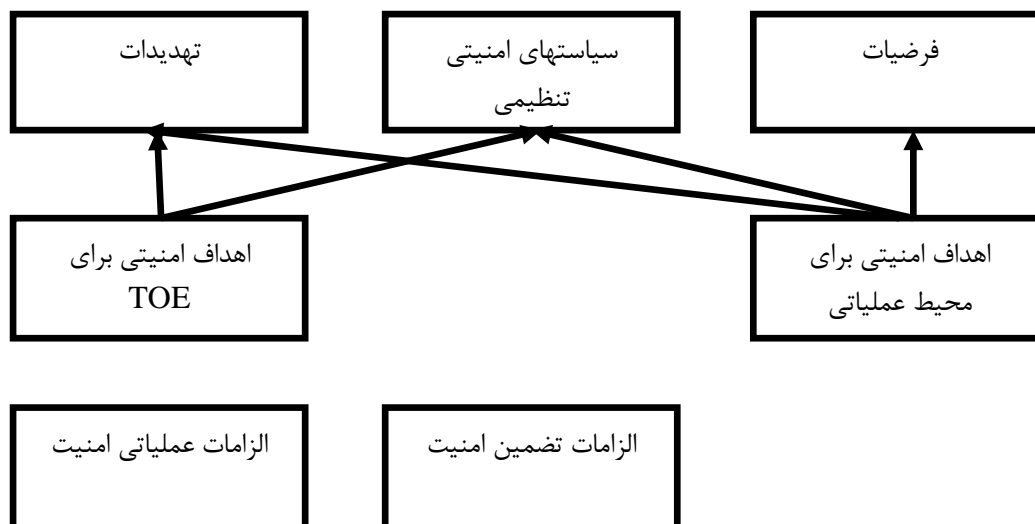 فرضیات
سیاستهای امنیتی
تنظیمی
تهدیدات
اهداف امنیتی برای
محیط عملیاتی
اهداف امنیتی برای
TOE
الزامات تضمین امنیت
الزامات عملیاتی امنیت